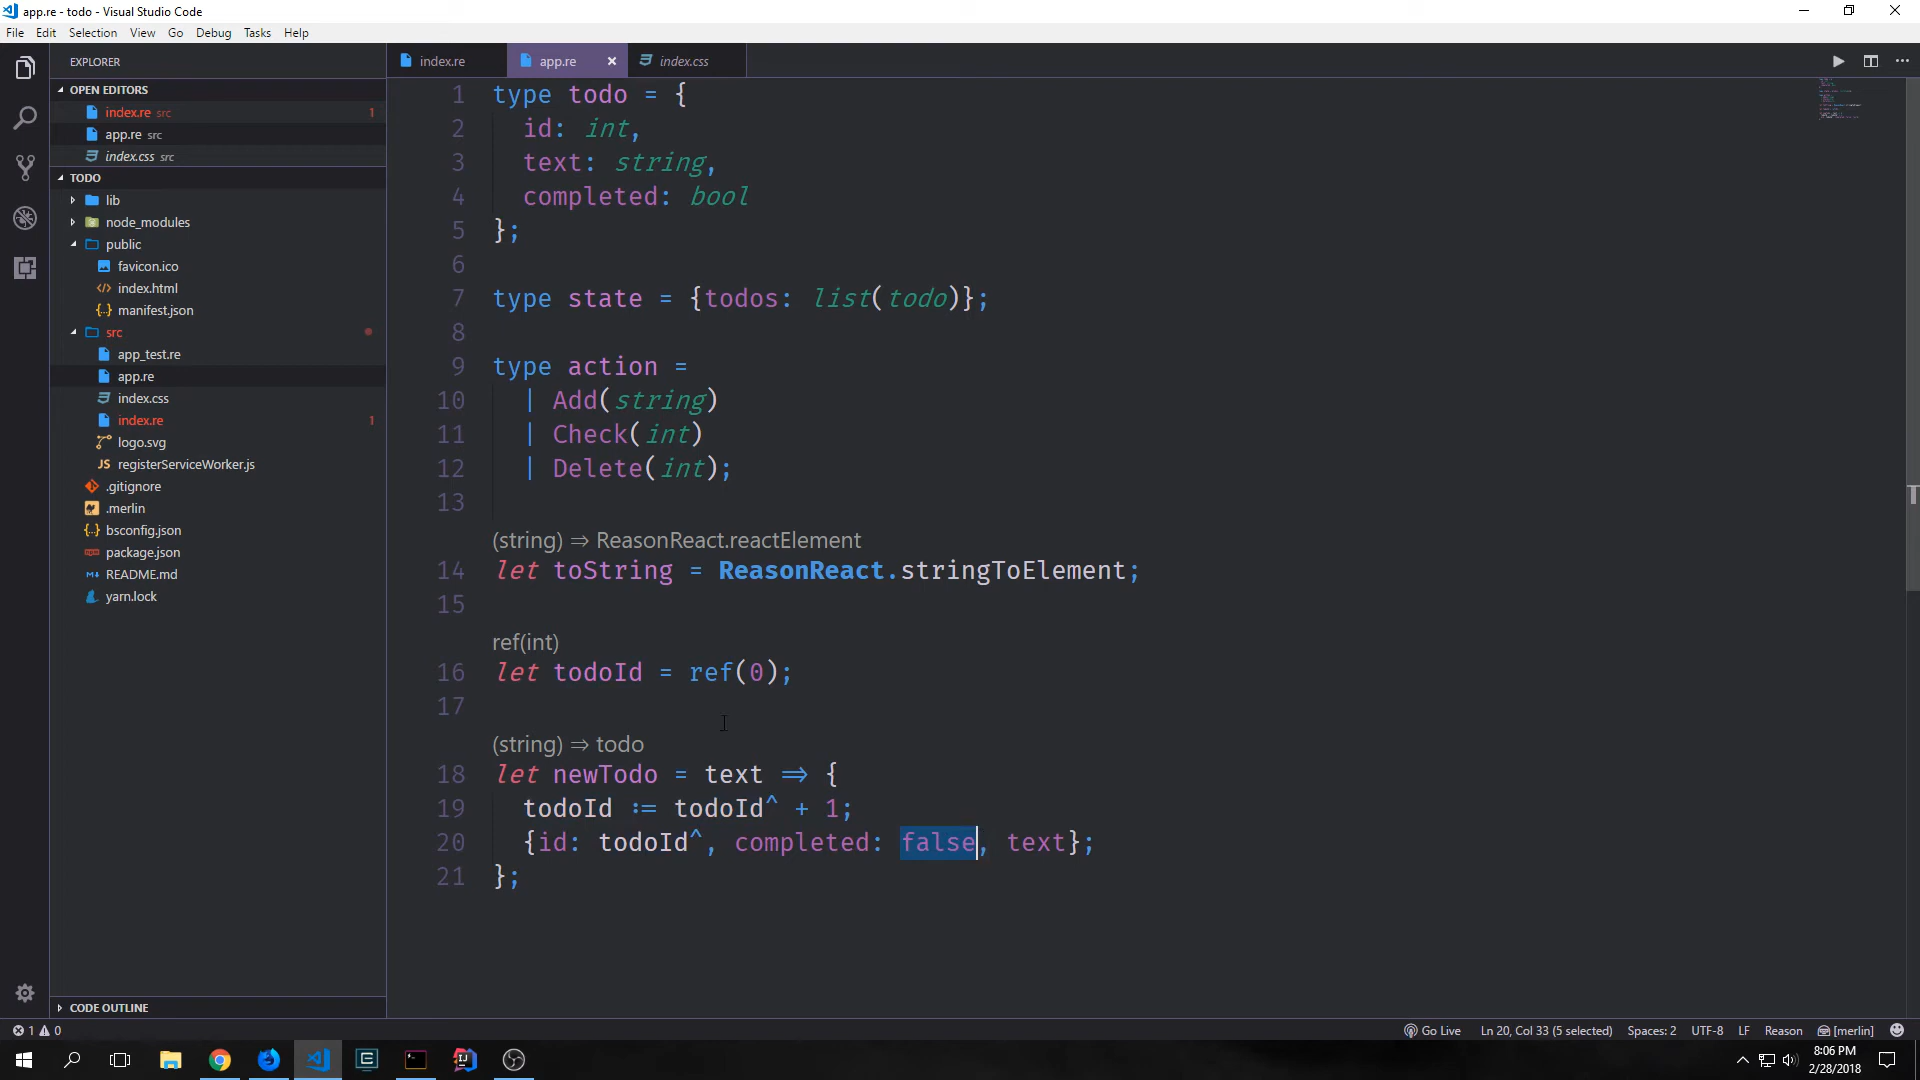 app.re - todo - Visual Studio Code
File Edit Selection View Go Debug Tasks Help
EXPLORER
OPEN EDITORS
index.re src 1
app.re src
index.css src
TODO
lib
node_modules
public
favicon.ico
index.html
manifest.json
src
app_test.re
app.re
index.css
index.re 1
logo.svg
registerServiceWorker.js
.gitignore
.merlin
bsconfig.json
package.json
README.md
yarn.lock
CODE OUTLINE
index.re app.re index.css
1 type todo = {
2 id: int,
3 text: string,
4 completed: bool
5 };
6
7 type state = {todos: list(todo)};
8
9 type action =
10 | Add(string)
11 | Check(int)
12 | Delete(int);
13
(string) ⇒ ReasonReact.reactElement
14 let toString = ReasonReact.stringToElement;
15
ref(int)
16 let todoId = ref(0);
17
(string) ⇒ todo
18 let newTodo = text ⇒ {
19 todoId := todoId^ + 1;
20 {id: todoId^, completed: false, text};
21 };
1 0 Go Live Ln 20, Col 33 (5 selected) Spaces: 2 UTF-8 LF Reason [merlin]
8:06 PM
2/28/2018